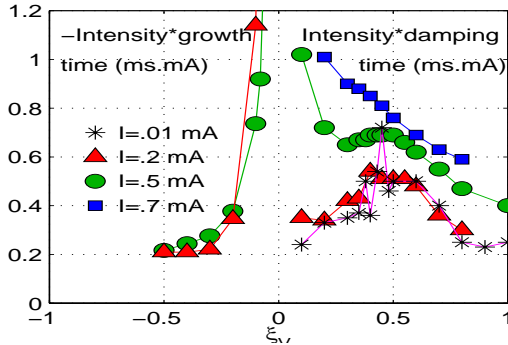 1.2
1
0.8
0.6
0.4
0.2
0
−Intensity*growth
time (ms.mA)
Intensity*damping
time (ms.mA)
I=.01 mA
I=.2 mA
I=.5 mA
I=.7 mA
−1
−0.5
0
0.5
1